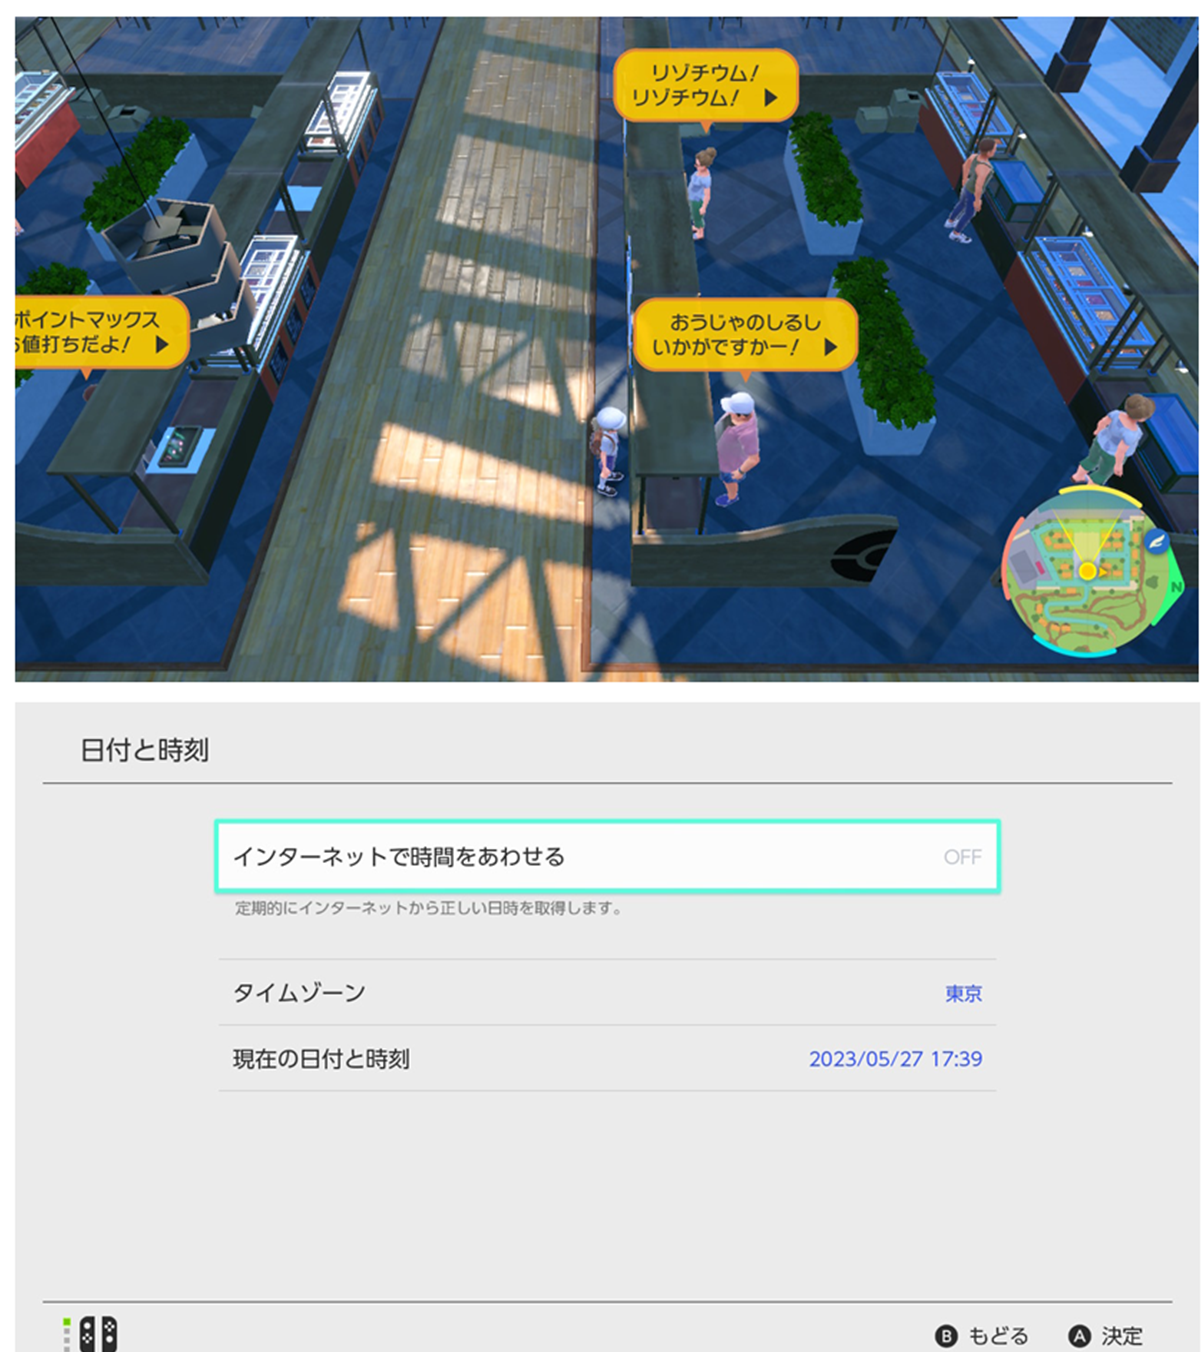 リゾチウム！
リゾチウム！ ▶
ポイントマックス
値打ちだよ！ ▶
おうじゃのしるし
いかがですかー！ ▶
N
日付と時刻
インターネットで時間をあわせる OFF
定期的にインターネットから正しい日時を取得します。
タイムゾーン 東京
現在の日付と時刻 2023/05/27 17:39
B もどる A 決定